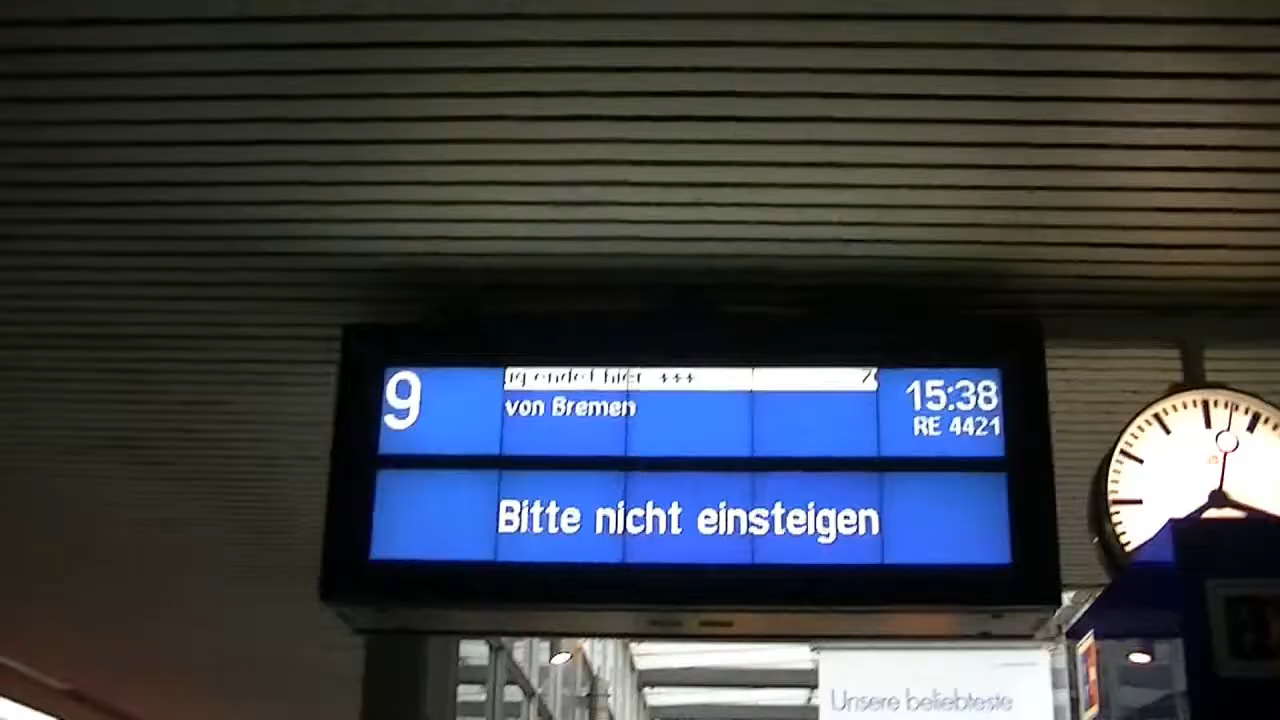 9
endet hier +++ Z
von Bremen
15:38
RE 4421
Bitte nicht einsteigen
Unsere beliebteste